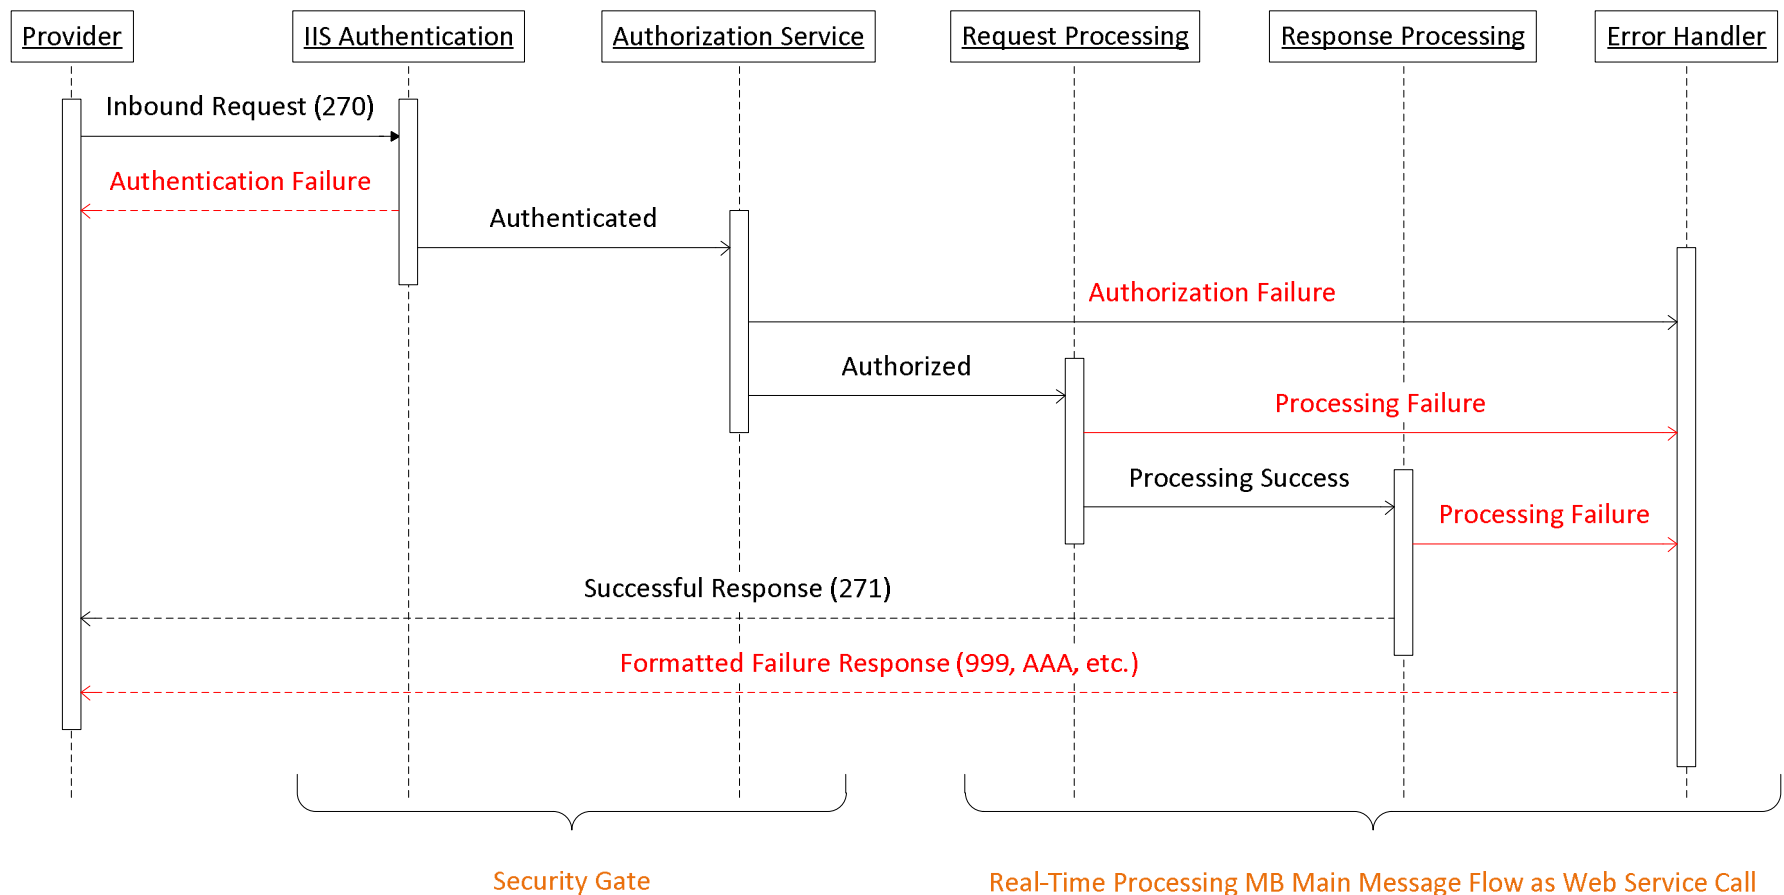 Provider
IIS Authentication
Authorization Service
Request Processing
Response Processing
Error Handler
Inbound Request (270)
Authentication Failure
Authenticated
Authorization Failure
Authorized
Processing Failure
Processing Success
Processing Failure
Successful Response (271)
Formatted Failure Response (999, AAA, etc.)
Security Gate
Real-Time Processing MB Main Message Flow as Web Service Call